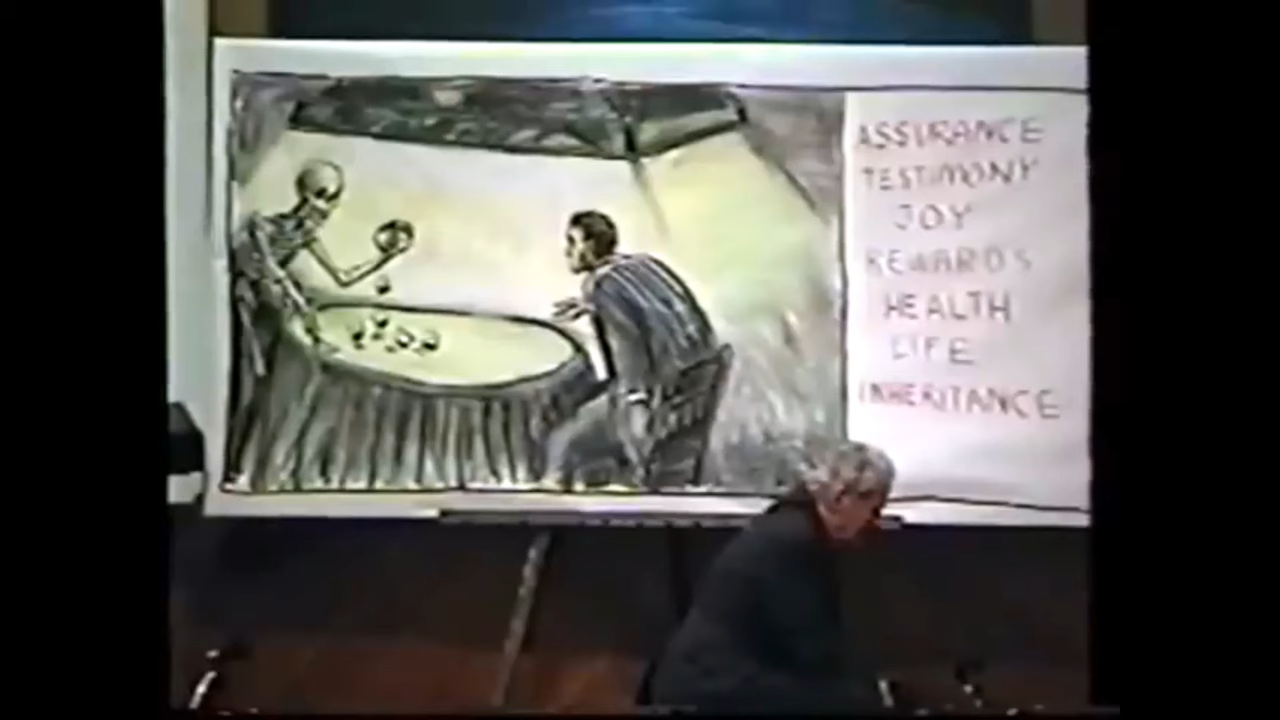 ASSURANCE
TESTIMONY
JOY
REWARDS
HEALTH
LIFE
INHERITANCE